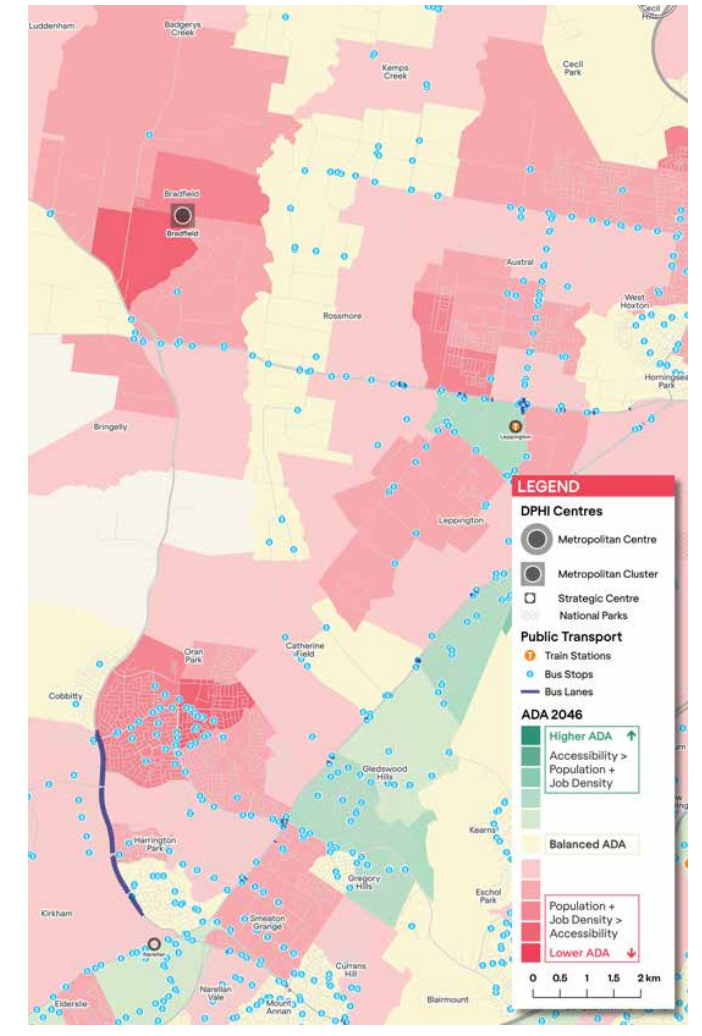 Luddenham
Badgerys
Creek
Cecil
Kemps
Creek
Cecil
Park
Bradfield
Bradfield
Austral
West
Hoxton
Rossmore
Horningsea
Park
Leppington
Bringelly
Leppington
Oran
Park
Catherine
Field
Cobbitty
Gledswood
Hills
Harrington
Park
Kearns
Gregory
Hills
Eschol
Park
Kirkham
Smeaton
Grange
Narellan
Currans
Hill
Elderslie
Narellan
Vale
Mount
Annan
Blairmount
LEGEND
DPHI Centres
Metropolitan Centre
Metropolitan Cluster
Strategic Centre
National Parks
Public Transport
T Train Stations
Bus Stops
Bus Lanes
ADA 2046
Higher ADA ↑
Accessibility >
Population +
Job Density
Balanced ADA
Population +
Job Density >
Accessibility
Lower ADA ↓
0 0.5 1 1.5 2 km